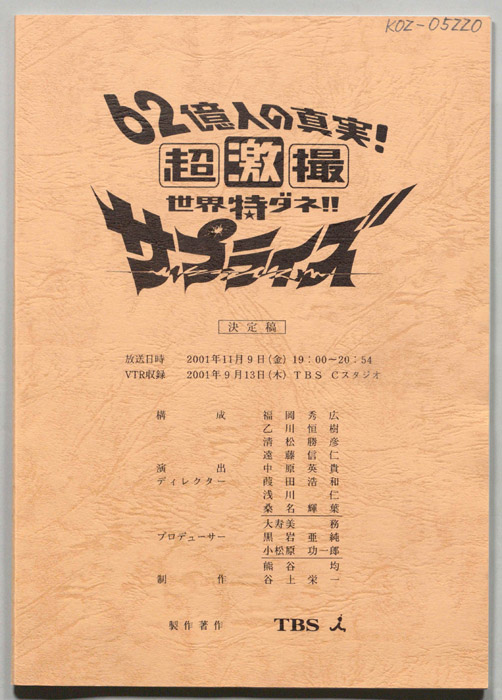 KOZ-05220
62億人の真実!
超激撮
世界特ダネ!!
サプライズ
決定稿
放送日時 2001年11月9日(金) 19:00〜20:54
VTR収録 2001年9月13日(木) TBS Cスタジオ
構成 福岡秀広
乙川恒樹
清松勝彦
遠藤信仁
演出 中原英貴
ディレクター 葭田浩和
浅川仁
桑名輝葉
大寿美務
プロデューサー 黒岩亜純
小松原功一郎
熊谷均
制作 谷上栄一
製作著作 TBS